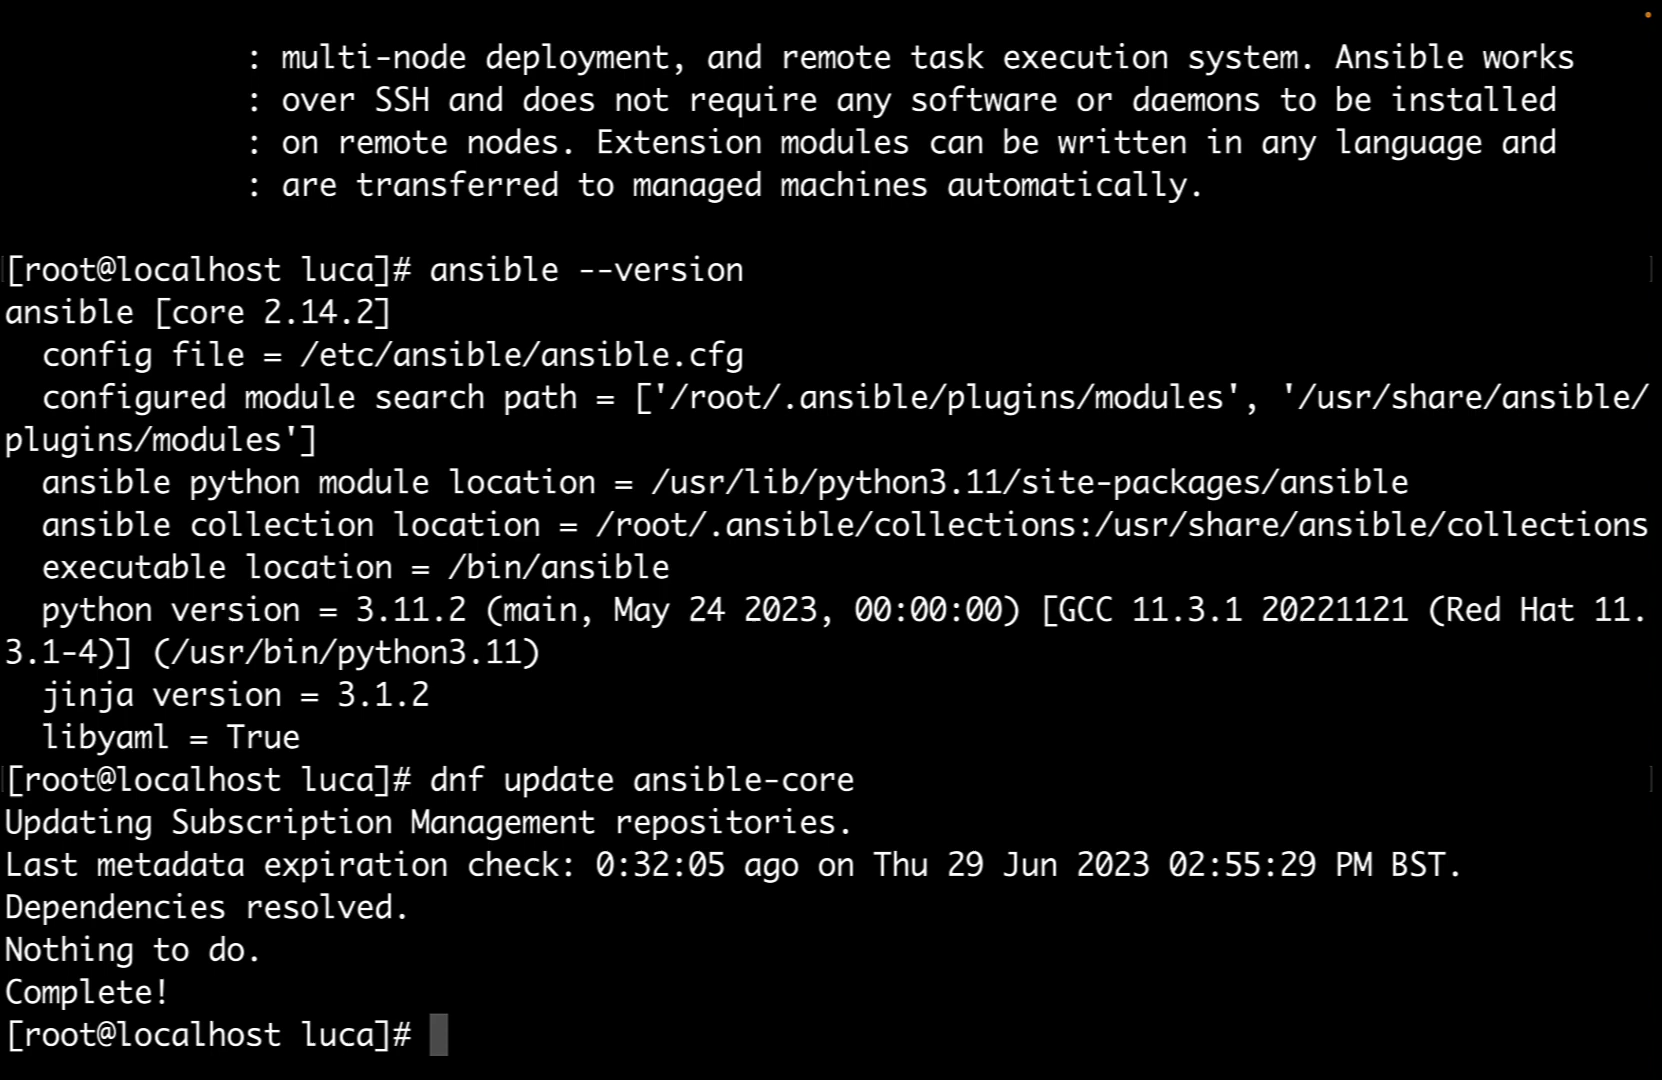 : multi-node deployment, and remote task execution system. Ansible works
: over SSH and does not require any software or daemons to be installed
: on remote nodes. Extension modules can be written in any language and
: are transferred to managed machines automatically.
[root@localhost luca]# ansible --version
ansible [core 2.14.2]
config file = /etc/ansible/ansible.cfg
configured module search path = ['/root/.ansible/plugins/modules', '/usr/share/ansible/
plugins/modules']
ansible python module location = /usr/lib/python3.11/site-packages/ansible
ansible collection location = /root/.ansible/collections:/usr/share/ansible/collections
executable location = /bin/ansible
python version = 3.11.2 (main, May 24 2023, 00:00:00) [GCC 11.3.1 20221121 (Red Hat 11.
3.1-4)] (/usr/bin/python3.11)
jinja version = 3.1.2
libyaml = True
[root@localhost luca]# dnf update ansible-core
Updating Subscription Management repositories.
Last metadata expiration check: 0:32:05 ago on Thu 29 Jun 2023 02:55:29 PM BST.
Dependencies resolved.
Nothing to do.
Complete!
[root@localhost luca]#